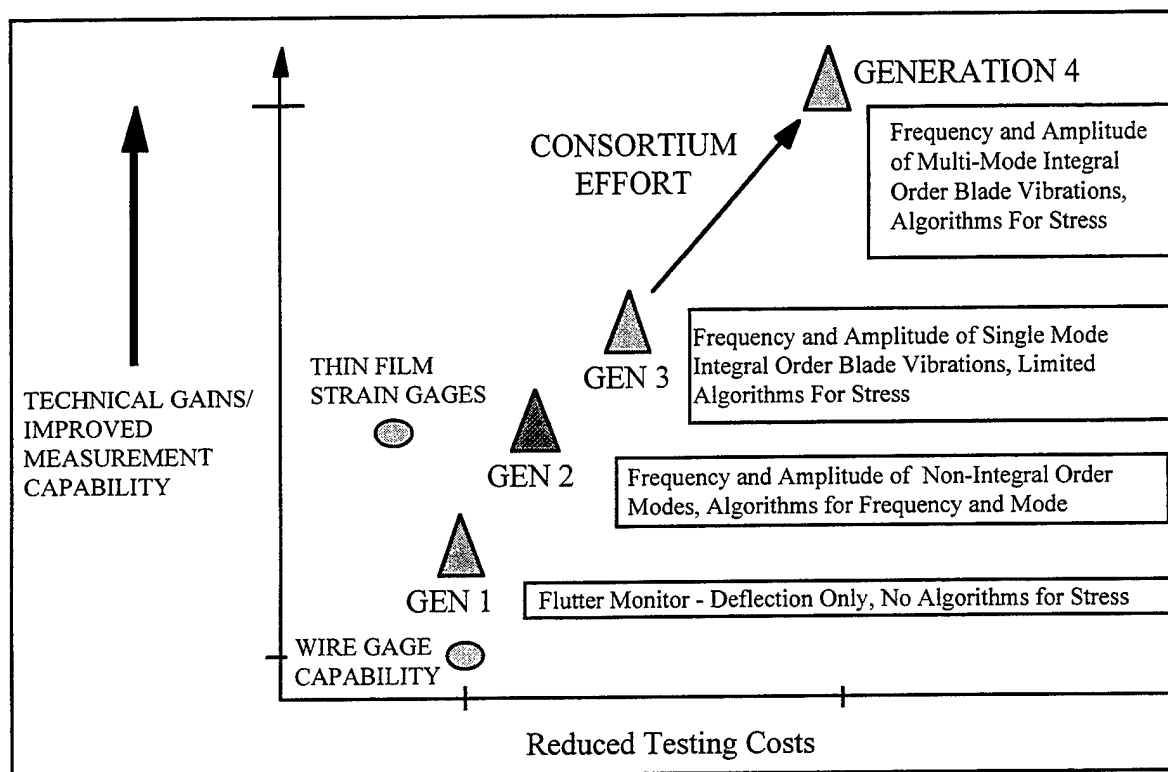 GENERATION 4
CONSORTIUM
EFFORT
Frequency and Amplitude
of Multi-Mode Integral
Order Blade Vibrations,
Algorithms For Stress
THIN FILM
STRAIN GAGES
GEN 3
Frequency and Amplitude of Single Mode
Integral Order Blade Vibrations, Limited
Algorithms For Stress
TECHNICAL GAINS/
IMPROVED
MEASUREMENT
CAPABILITY
GEN 2
Frequency and Amplitude of Non-Integral Order
Modes, Algorithms for Frequency and Mode
GEN 1
Flutter Monitor - Deflection Only, No Algorithms for Stress
WIRE GAGE
CAPABILITY
Reduced Testing Costs